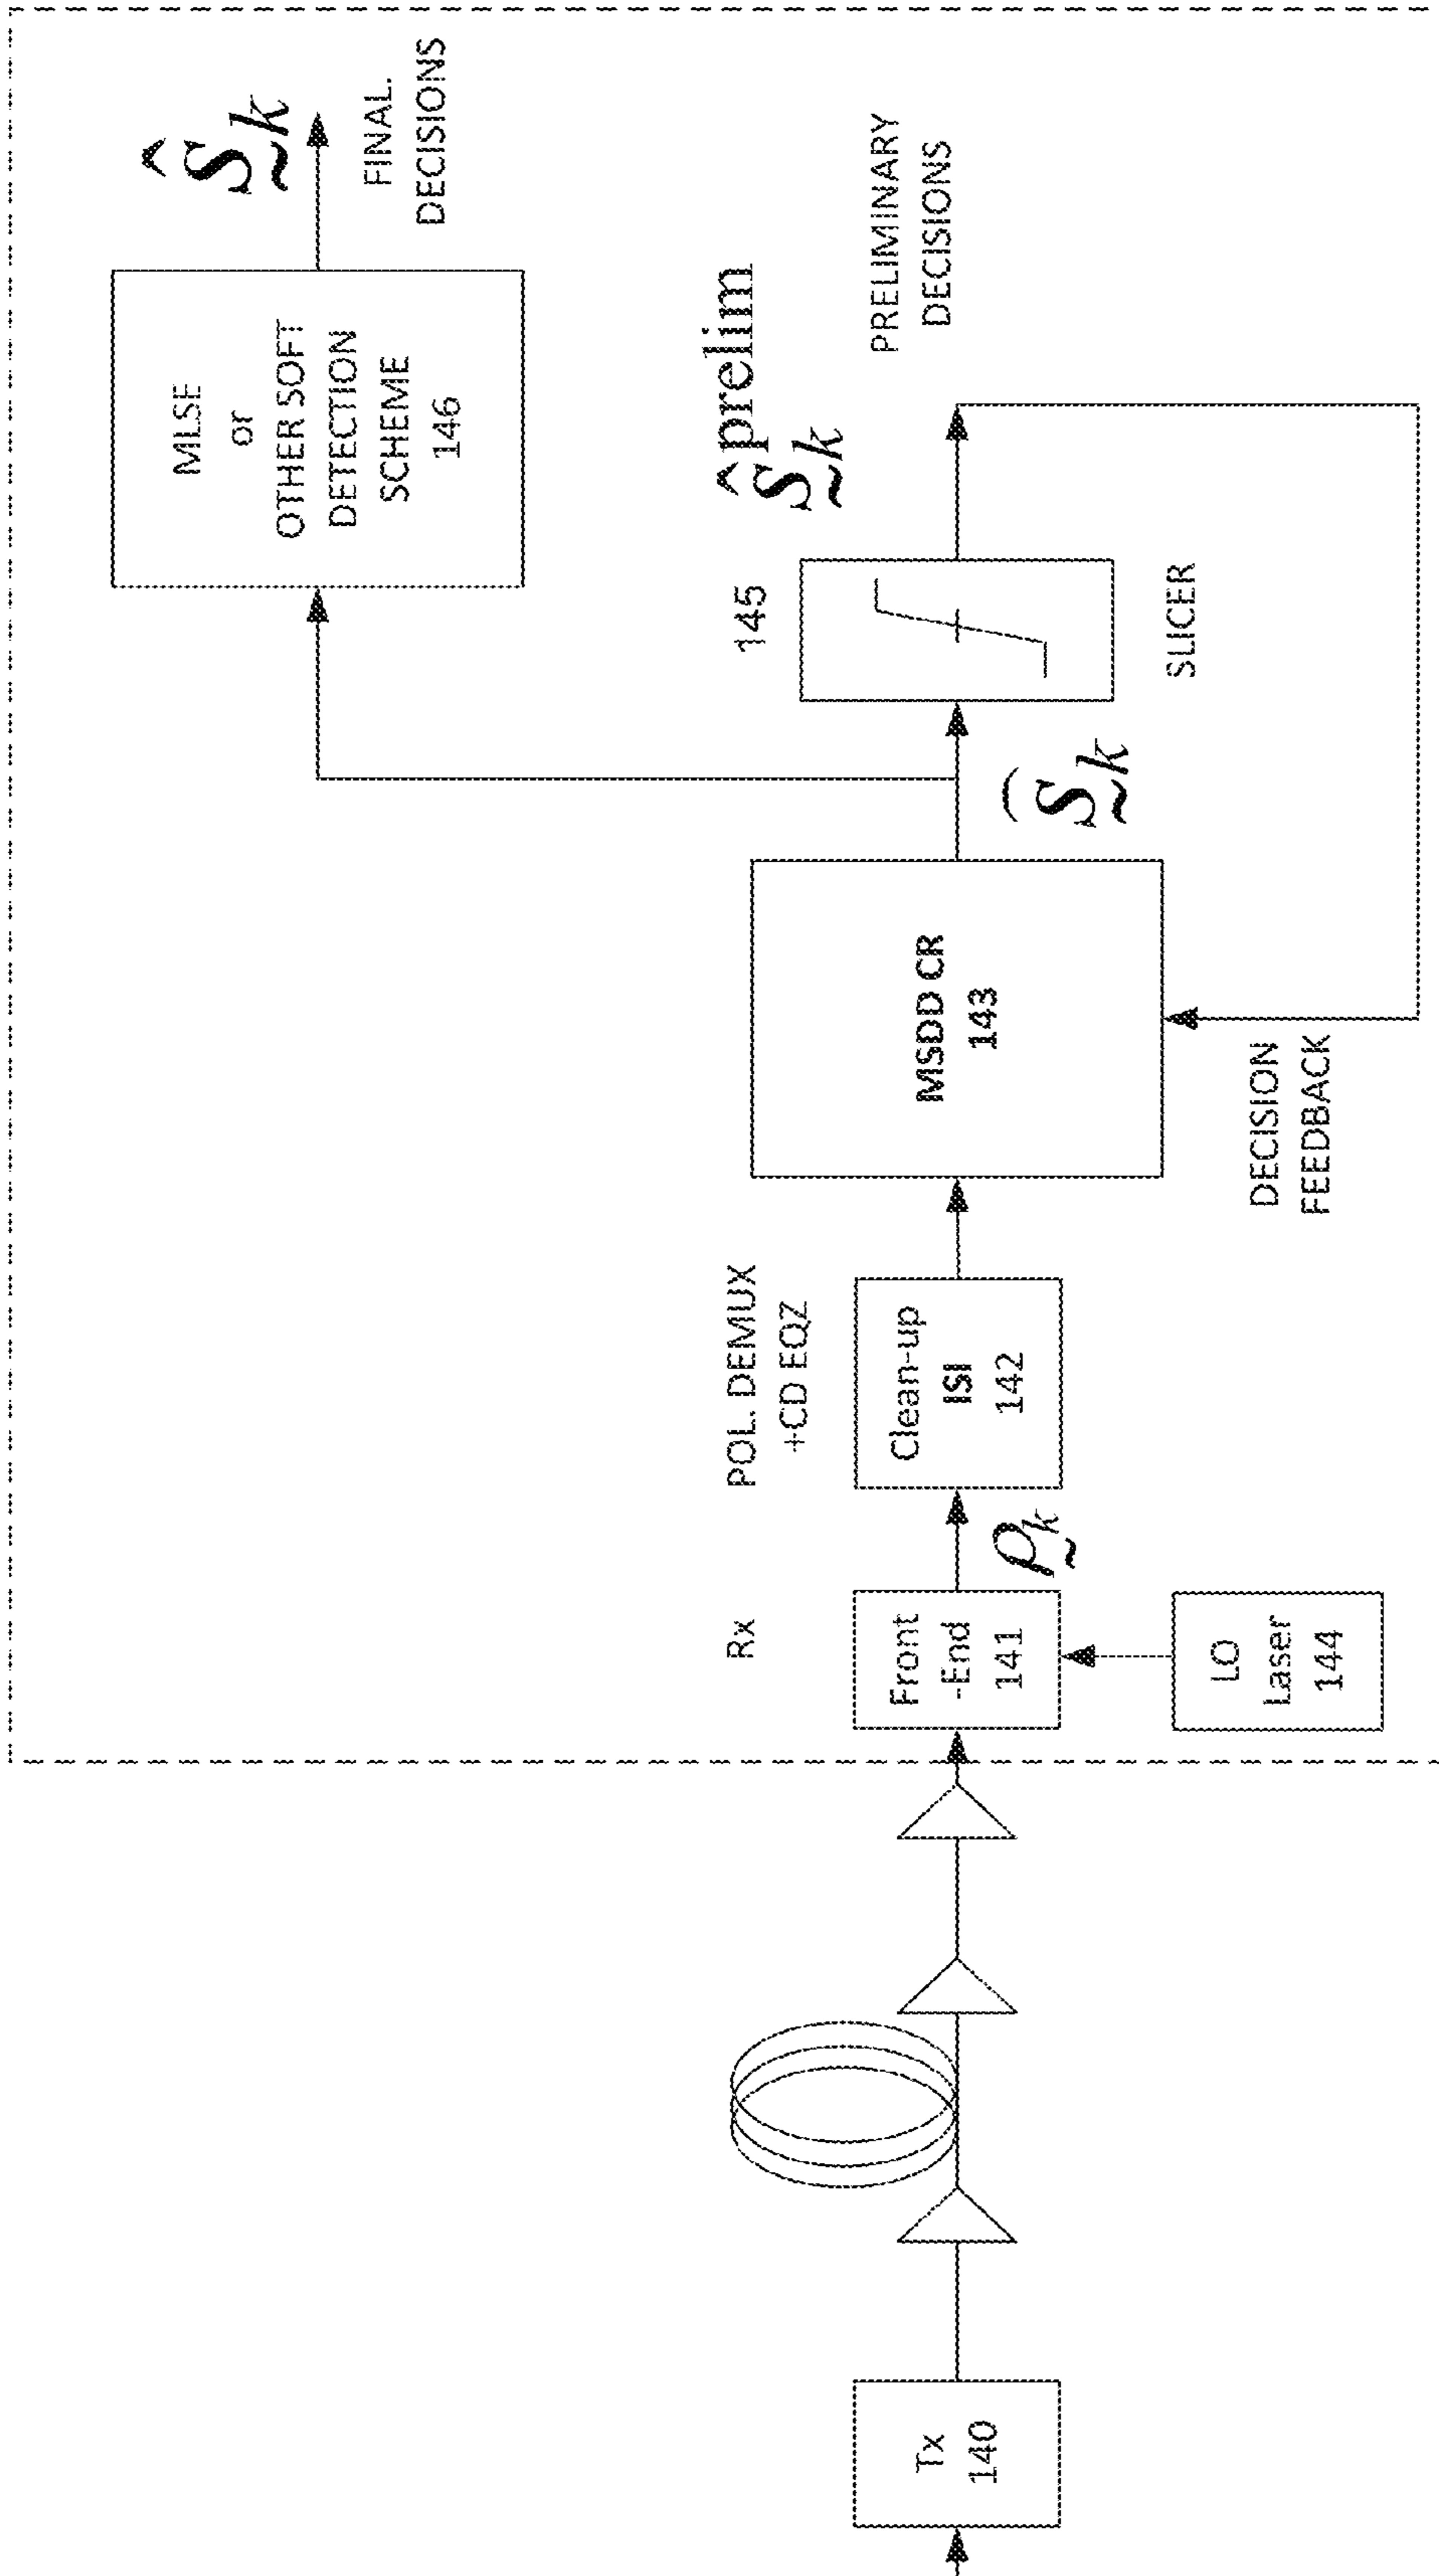 Tx
140
Rx
Front
-End
141
LO
Laser
144
ρ̰ₖ
POL. DEMUX
+CD EQZ
Clean-up
ISI
142
MSDD CR
143
DECISION
FEEDBACK
S̰ₖ
145
SLICER
Ŝ̰ₖ prelim
PRELIMINARY
DECISIONS
MLSE
or
OTHER SOFT
DETECTION
SCHEME
146
Ŝ̰ₖ
FINAL.
DECISIONS